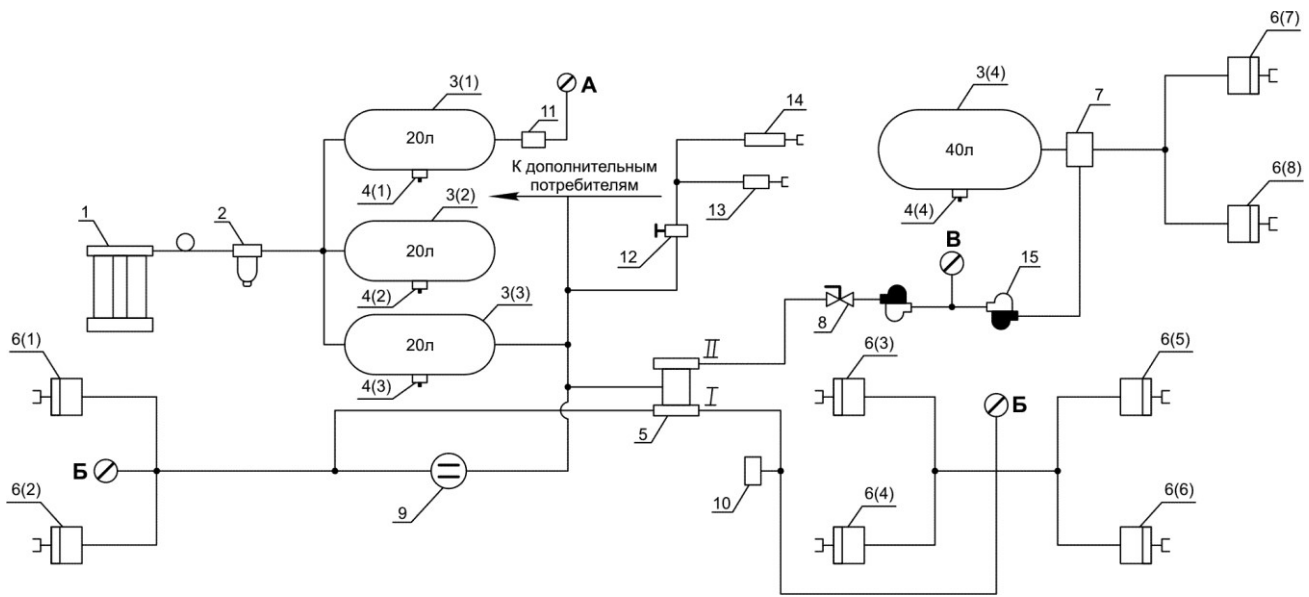 6(7)
3(1)
А
14
3(4)
7
11
20л
40л
К дополнительным
потребителям
4(1)
3(2)
13
4(4)
6(8)
1
2
В
15
20л
12
4(2)
3(3)
8
6(1)
20л
II
6(3)
6(5)
4(3)
I
Б
5
Б
6(2)
10
6(4)
6(6)
9